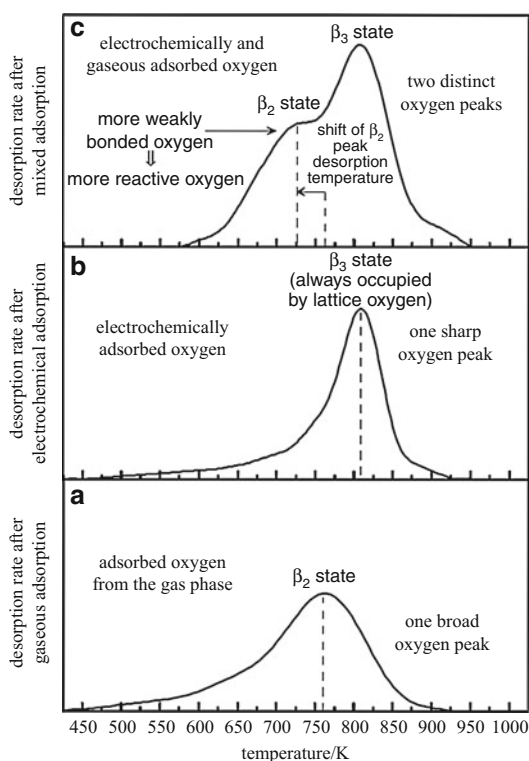 c
electrochemically and
gaseous adsorbed oxygen
β3 state
two distinct
oxygen peaks
β2 state
more weakly
bonded oxygen
⇓
more reactive oxygen
shift of β2
peak
desorption
temperature
desorption rate after
mixed adsorption
b
β3 state
(always occupied
by lattice oxygen)
electrochemically
adsorbed oxygen
one sharp
oxygen peak
desorption rate after
electrochemical adsorption
a
adsorbed oxygen
from the gas phase
β2 state
one broad
oxygen peak
desorption rate after
gaseous adsorption
450 500 550 600 650 700 750 800 850 900 950 1000
temperature/K